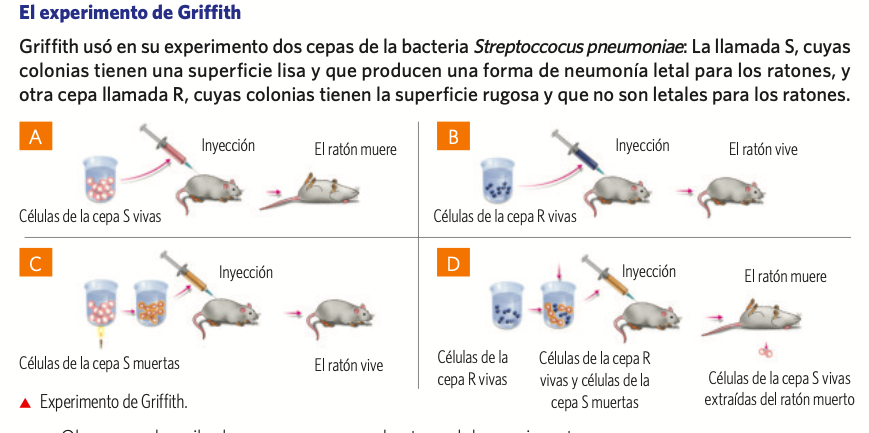 El experimento de Griffith
Griffith usó en su experimento dos cepas de la bacteria Streptoccocus pneumoniae: La llamada S, cuyas
colonias tienen una superficie lisa y que producen una forma de neumonía letal para los ratones, y
otra cepa llamada R, cuyas colonias tienen la superficie rugosa y que no son letales para los ratones.
A
Inyección
El ratón muere
Células de la cepa S vivas
B
Inyección
El ratón vive
Células de la cepa R vivas
C
Inyección
Células de la cepa S muertas
El ratón vive
D
Inyección
El ratón muere
Células de la
cepa R vivas
Células de la cepa R
vivas y células de la
cepa S muertas
Células de la cepa S vivas
extraídas del ratón muerto
Experimento de Griffith.